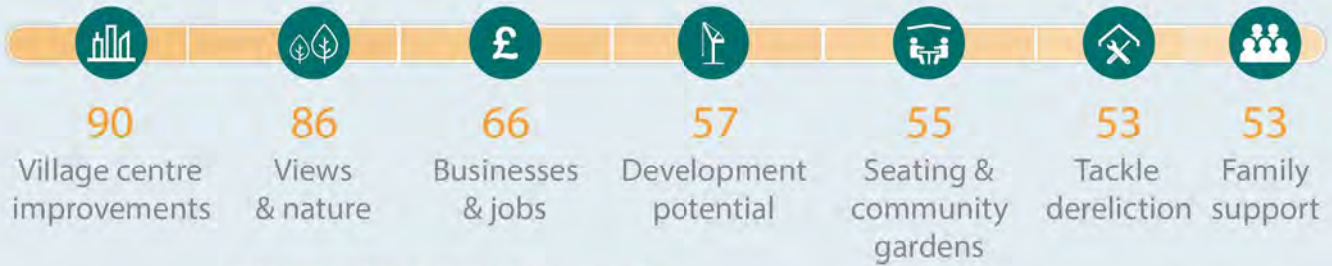 £
90 86 66 57 55 53 53
Village centre Views Businesses Development Seating & Tackle Family
improvements & nature & jobs potential community dereliction support
gardens